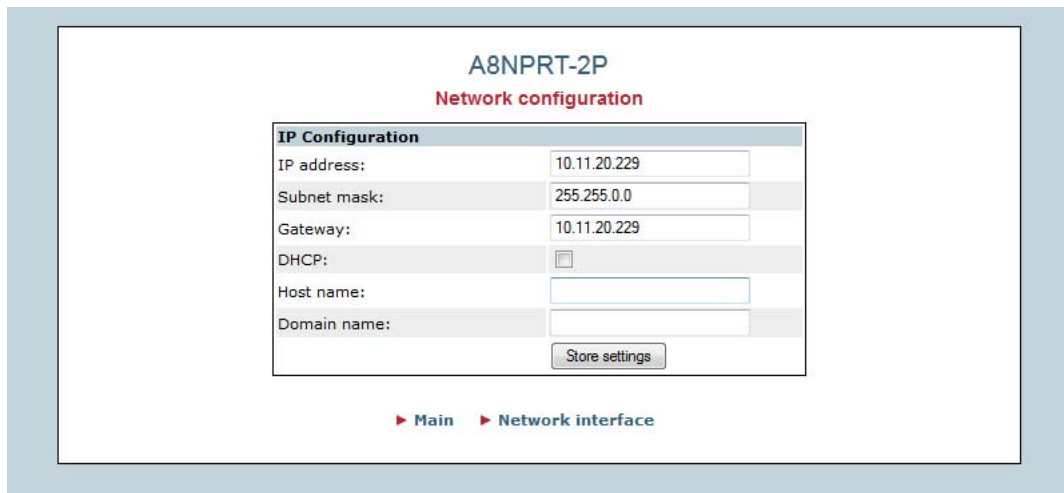 A8NPRT-2P
Network configuration
IP Configuration
IP address: 10.11.20.229
Subnet mask: 255.255.0.0
Gateway: 10.11.20.229
DHCP:
Host name:
Domain name:
Store settings
Main Network interface